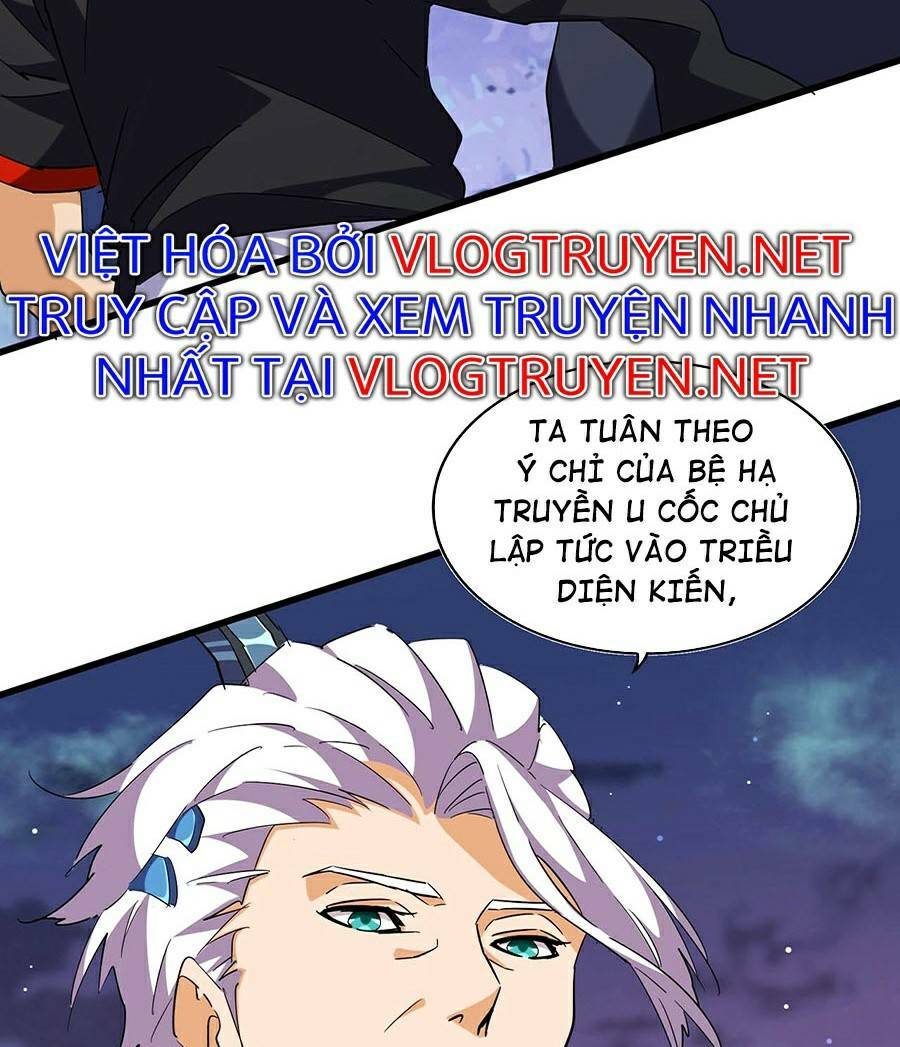 VIỆT HÓA BỞI VLOGTRUYEN.NET
TRUY CẬP VÀ XEM TRUYỆN NHANH
NHẤT TẠI VLOGTRUYEN.NET
TA TUÂN THEO
Ý CHỈ CỦA BỆ HẠ
TRUYỀN U CỐC CHỦ
LẬP TỨC VÀO TRIỀU
DIỆN KIẾN,